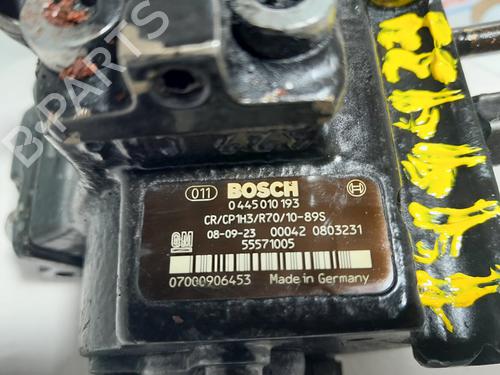 B-PARTS
011 BOSCH
0 445 010 193
CR/CP1H3/R70/10-89S
GM 08-09-23 00042 0803231
55571005
07000906453 Made in Germany